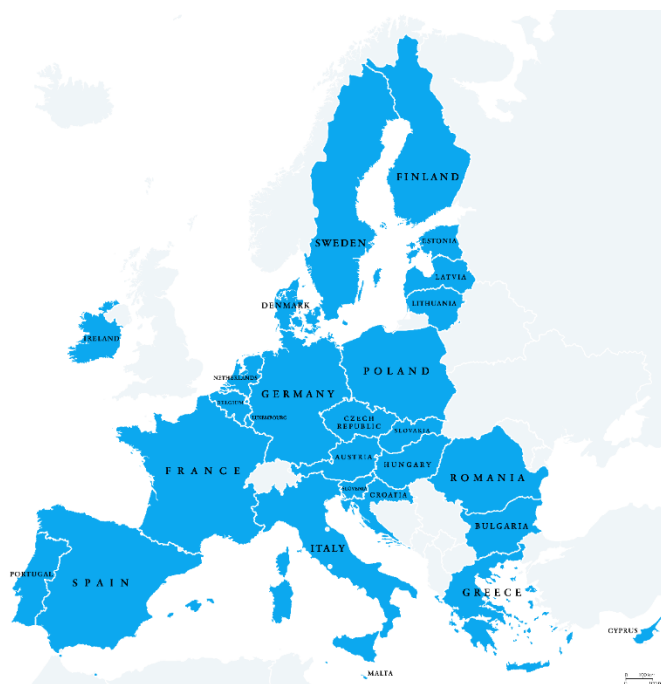 FINLAND
SWEDEN
ESTONIA
LATVIA
LITHUANIA
DENMARK
IRELAND
NETHERLANDS
POLAND
GERMANY
BELGIUM
LUXEMBOURG
CZECH
REPUBLIC
SLOVAKIA
AUSTRIA
HUNGARY
FRANCE
ROMANIA
SLOVENIA
CROATIA
BULGARIA
ITALY
PORTUGAL
SPAIN
GREECE
CYPRUS
MALTA